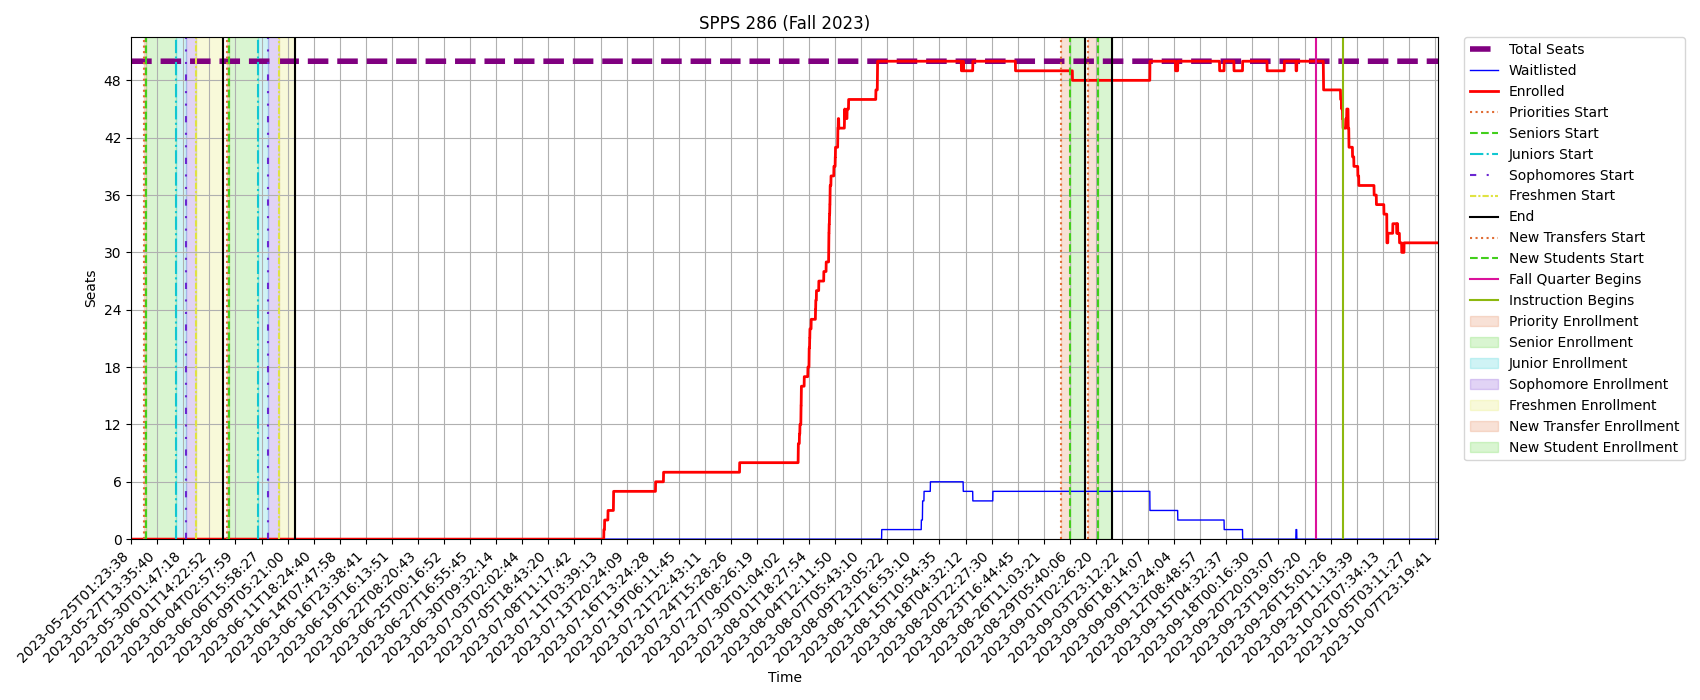 SPPS 286 (Fall 2023)
Seats
48
42
36
30
24
18
12
6
0
2023-05-25T01:23:38
2023-05-27T13:35:40
2023-05-30T01:47:18
2023-06-01T14:22:52
2023-06-04T02:57:59
2023-06-06T15:58:27
2023-06-09T05:21:00
2023-06-11T18:24:40
2023-06-14T07:47:58
2023-06-16T23:38:41
2023-06-19T16:13:51
2023-06-22T08:20:43
2023-06-25T00:16:52
2023-06-27T16:55:45
2023-06-30T09:32:14
2023-07-03T02:02:44
2023-07-05T18:43:20
2023-07-08T11:17:42
2023-07-11T03:39:13
2023-07-13T20:24:09
2023-07-16T13:24:28
2023-07-19T06:11:45
2023-07-21T22:43:11
2023-07-24T15:28:26
2023-07-27T08:26:19
2023-07-30T01:04:02
2023-08-01T18:27:54
2023-08-04T12:11:50
2023-08-07T05:43:10
2023-08-09T23:05:22
2023-08-12T16:53:10
2023-08-15T10:54:35
2023-08-18T04:32:12
2023-08-20T22:27:30
2023-08-23T16:44:45
2023-08-26T11:03:21
2023-08-29T05:40:06
2023-09-01T02:26:20
2023-09-03T23:12:22
2023-09-06T18:14:07
2023-09-09T13:24:04
2023-09-12T08:48:57
2023-09-15T04:32:37
2023-09-18T00:16:30
2023-09-20T20:03:07
2023-09-23T19:05:20
2023-09-26T15:01:26
2023-09-29T11:13:39
2023-10-02T07:34:13
2023-10-05T03:11:27
2023-10-07T23:19:41
Time
Total Seats
Waitlisted
Enrolled
Priorities Start
Seniors Start
Juniors Start
Sophomores Start
Freshmen Start
End
New Transfers Start
New Students Start
Fall Quarter Begins
Instruction Begins
Priority Enrollment
Senior Enrollment
Junior Enrollment
Sophomore Enrollment
Freshmen Enrollment
New Transfer Enrollment
New Student Enrollment